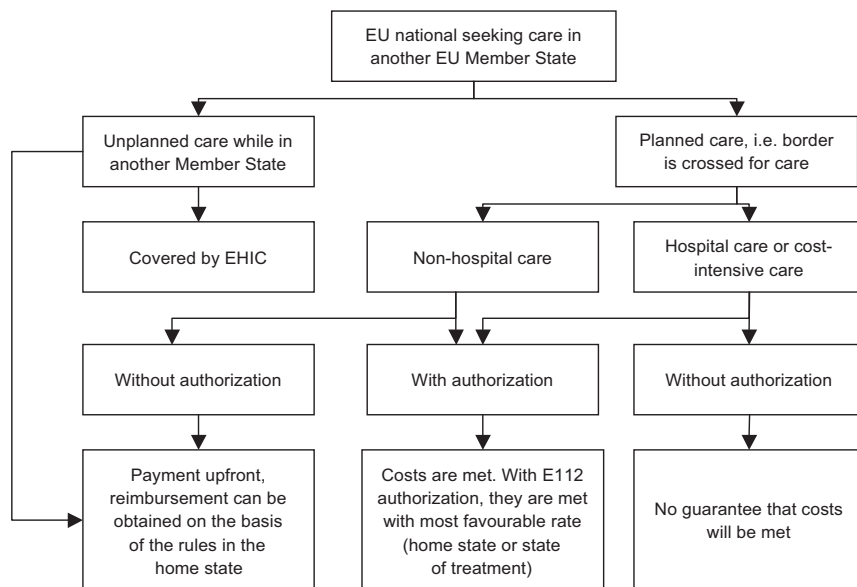 EU national seeking care in
another EU Member State
Unplanned care while in
another Member State
Planned care, i.e. border
is crossed for care
Covered by EHIC
Non-hospital care
Hospital care or cost-
intensive care
Without authorization
With authorization
Without authorization
Payment upfront,
reimbursement can be
obtained on the basis
of the rules in the
home state
Costs are met. With E112
authorization, they are met
with most favourable rate
(home state or state
of treatment)
No guarantee that costs
will be met